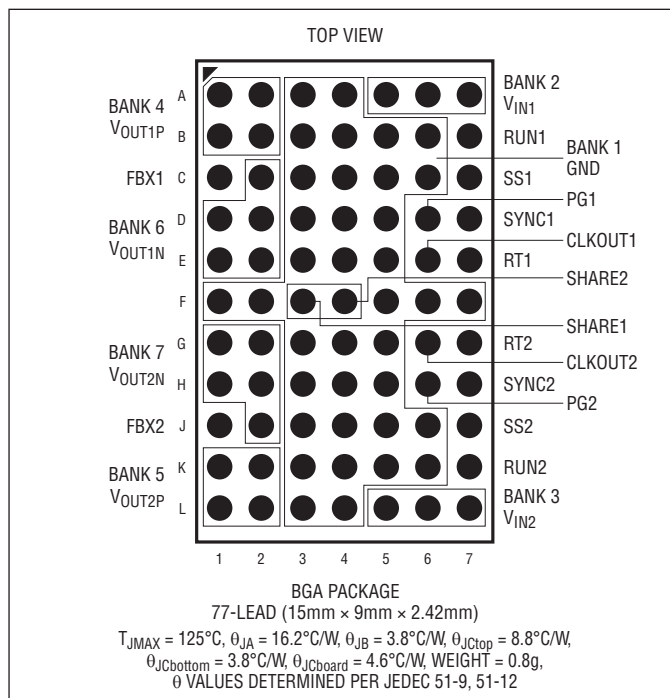 TOP VIEW
BANK 4
VOUT1P
A
BANK 2
VIN1
B
RUN1
BANK 1
GND
FBX1
C
SS1
PG1
BANK 6
VOUT1N
D
SYNC1
CLKOUT1
E
RT1
SHARE2
F
SHARE1
BANK 7
VOUT2N
G
RT2
CLKOUT2
H
SYNC2
PG2
FBX2
J
SS2
BANK 5
VOUT2P
K
RUN2
L
BANK 3
VIN2
1 2 3 4 5 6 7
BGA PACKAGE
77-LEAD (15mm × 9mm × 2.42mm)
TJMAX = 125°C, θJA = 16.2°C/W, θJB = 3.8°C/W, θJCtop = 8.8°C/W,
θJCbottom = 3.8°C/W, θJCboard = 4.6°C/W, WEIGHT = 0.8g,
θ VALUES DETERMINED PER JEDEC 51-9, 51-12